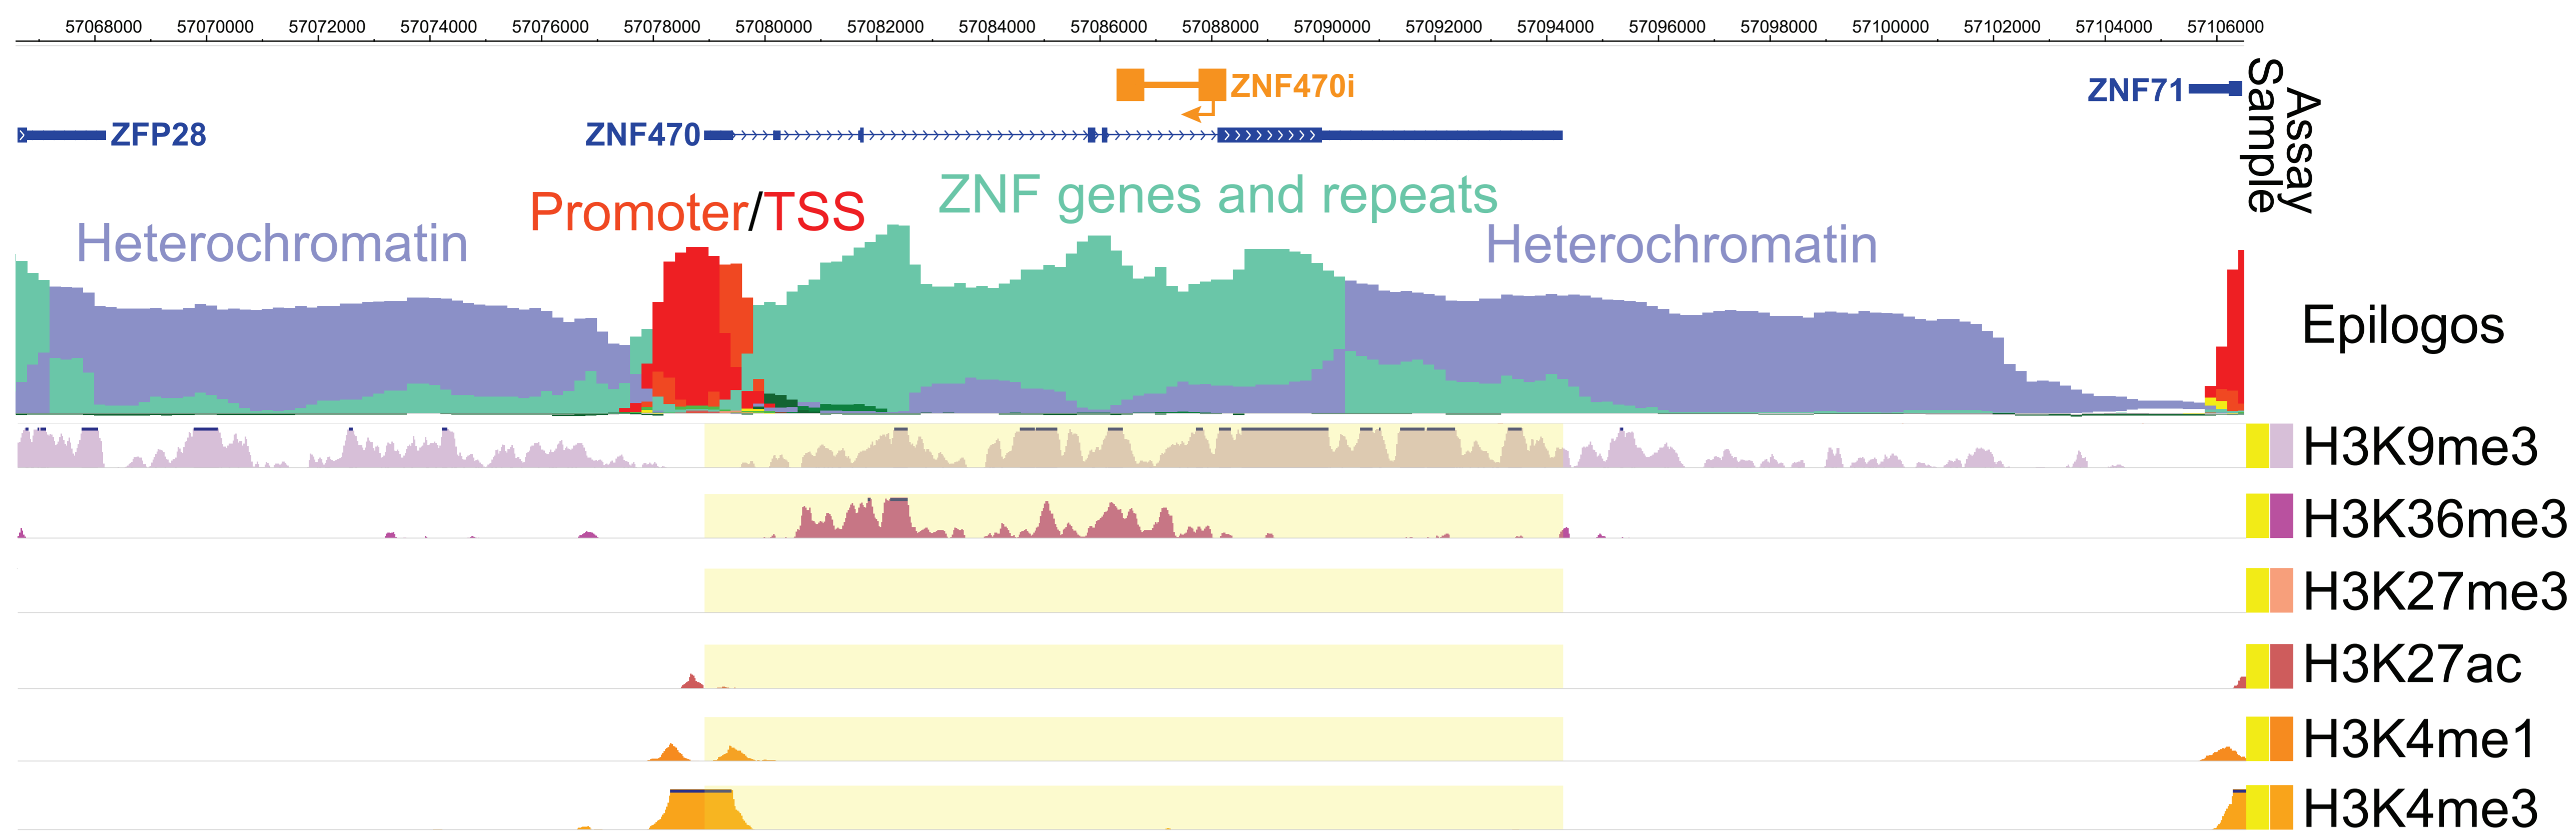 57068000 57070000 57072000 57074000 57076000 57078000 57080000 57082000 57084000 57086000 57088000 57090000 57092000 57094000 57096000 57098000 57100000 57102000 57104000 57106000
ZNF470i
ZNF71
ZFP28
ZNF470
Assay
Sample
Promoter/TSS
ZNF genes and repeats
Heterochromatin
Heterochromatin
Epilogos
H3K9me3
H3K36me3
H3K27me3
H3K27ac
H3K4me1
H3K4me3